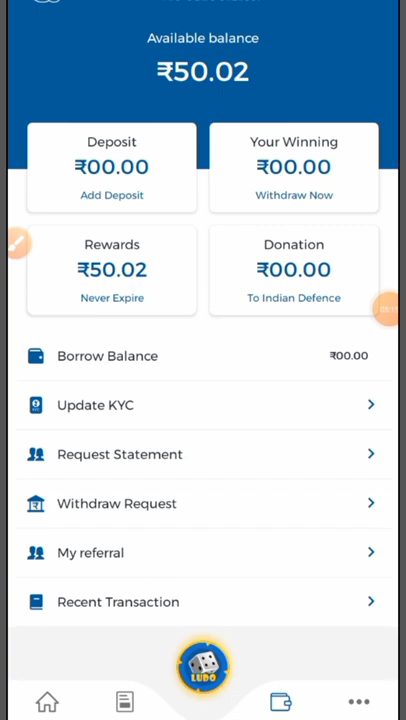 Available balance
₹50.02
Deposit
₹00.00
Add Deposit
Your Winning
₹00.00
Withdraw Now
Rewards
₹50.02
Never Expire
Donation
₹00.00
To Indian Defence
Borrow Balance ₹00.00
Update KYC
Request Statement
Withdraw Request
My referral
Recent Transaction
LUDO